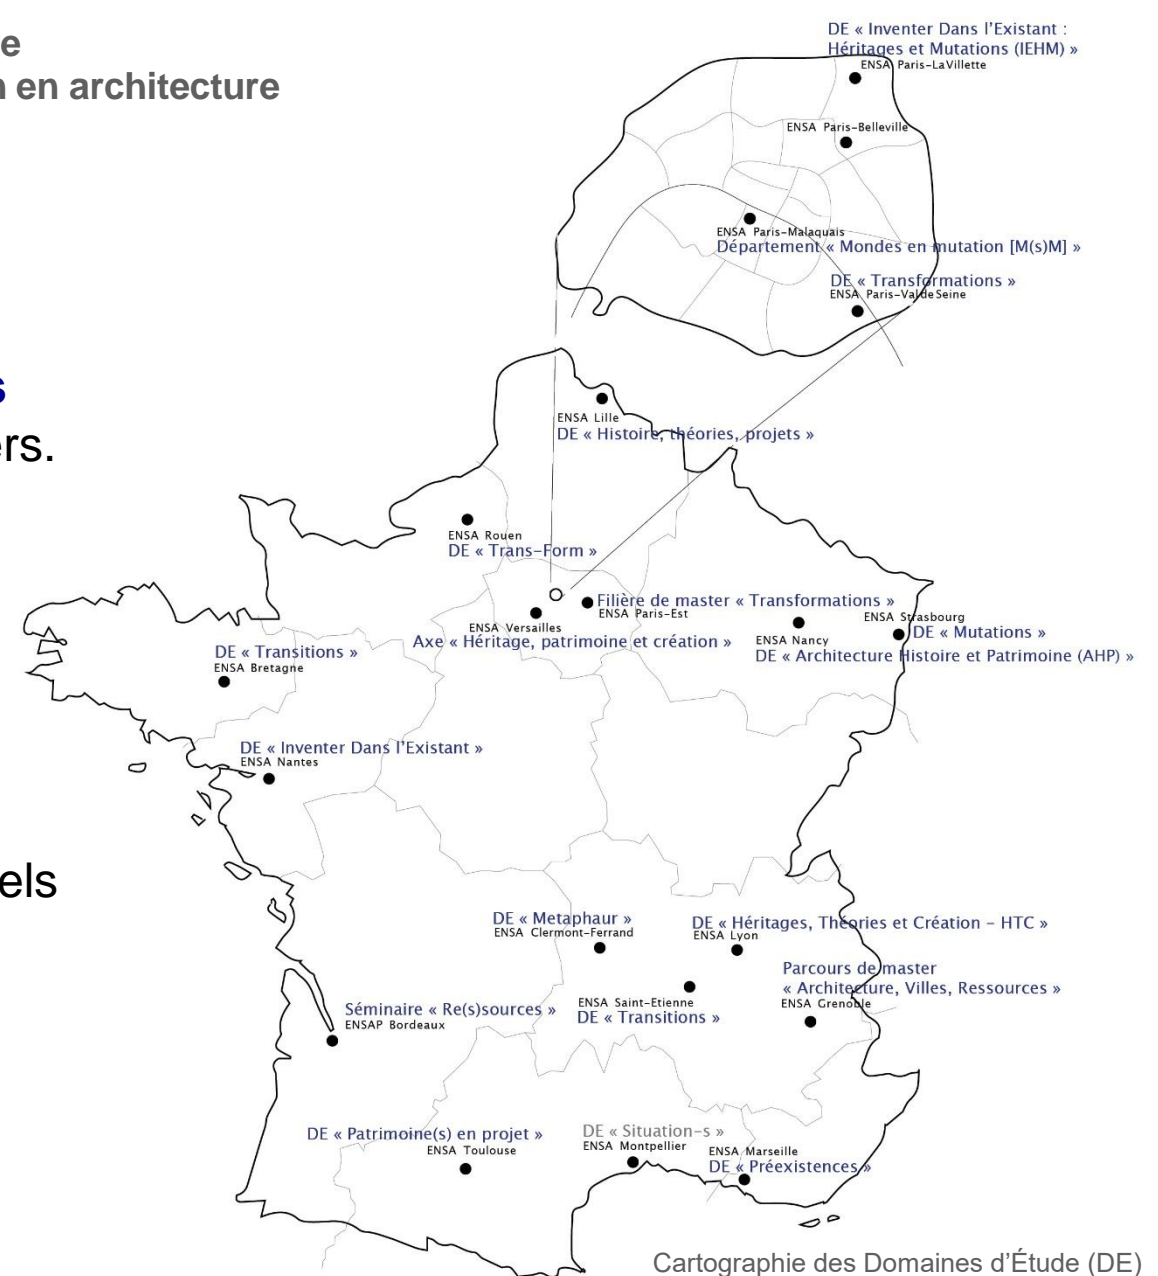 e
n en architecture
DE « Inventer Dans l’Existant :
Héritages et Mutations (IEHM) »
ENSA Paris-LaVillette
ENSA Paris-Belleville
ENSA Paris-Malaquais
Département « Mondes en mutation [M(s)M] »
DE « Transformations »
ENSA Paris-ValdeSeine
s
ers.
ENSA Lille
DE « Histoire, théories, projets »
ENSA Rouen
DE « Trans-Form »
Filière de master « Transformations »
ENSA Paris-Est
ENSA Versailles
Axe « Héritage, patrimoine et création »
ENSA Strasbourg
DE « Mutations »
ENSA Nancy
DE « Architecture Histoire et Patrimoine (AHP) »
DE « Transitions »
ENSA Bretagne
DE « Inventer Dans l’Existant »
ENSA Nantes
els
DE « Metaphaur »
ENSA Clermont-Ferrand
DE « Héritages, Théories et Création – HTC »
ENSA Lyon
Parcours de master
« Architecture, Villes, Ressources »
ENSA Grenoble
ENSA Saint-Etienne
DE « Transitions »
Séminaire « Re(s)sources »
ENSAP Bordeaux
DE « Patrimoine(s) en projet »
ENSA Toulouse
DE « Situation-s »
ENSA Montpellier
ENSA Marseille
DE « Préexistences »
Cartographie des Domaines d’Étude (DE)